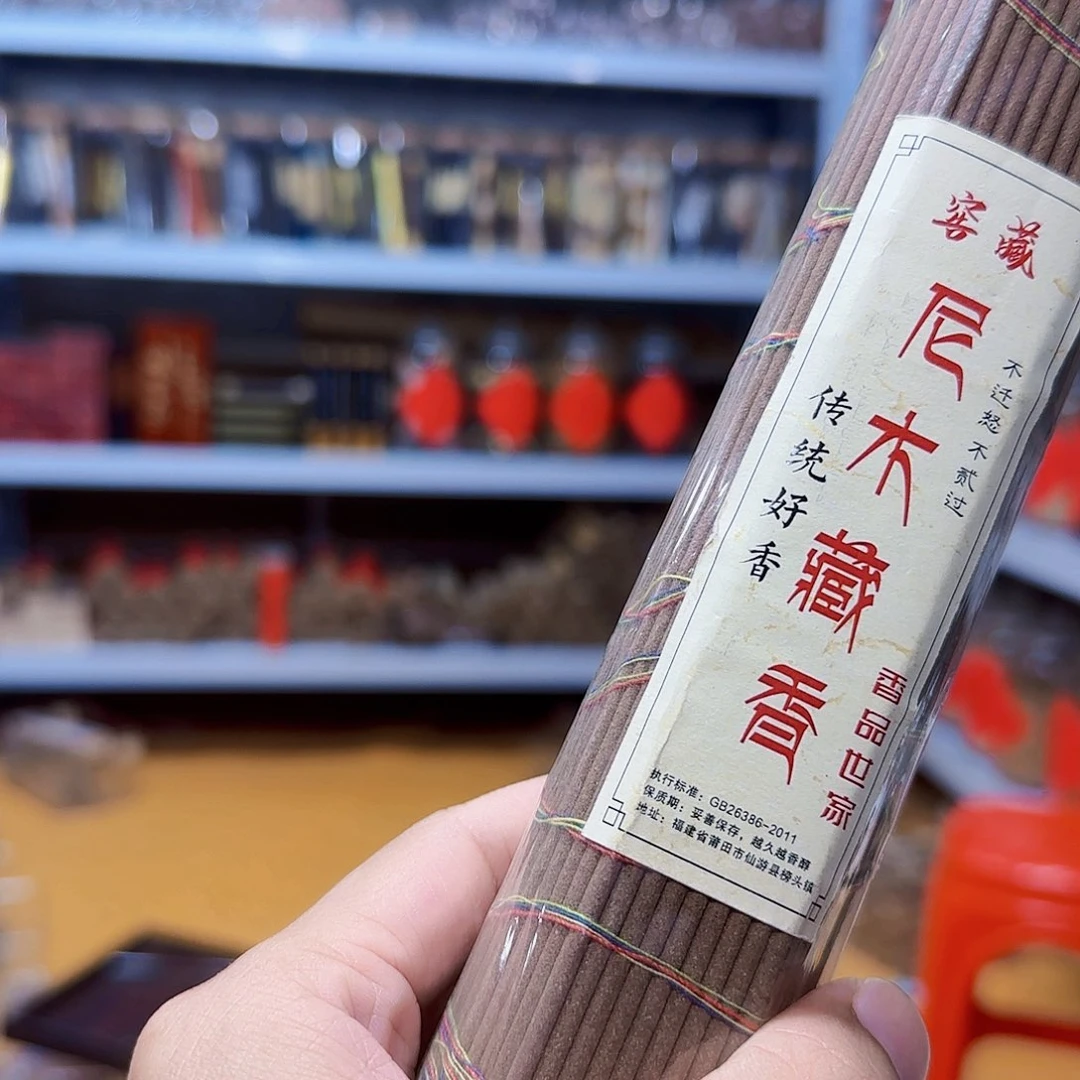 窖藏
尼木藏香
不迁怒不贰过
传统好香
香品世家
执行标准：GB26386-2011
保质期：妥善保存，越久越香醇
地址：福建省莆田市仙游县榜头镇